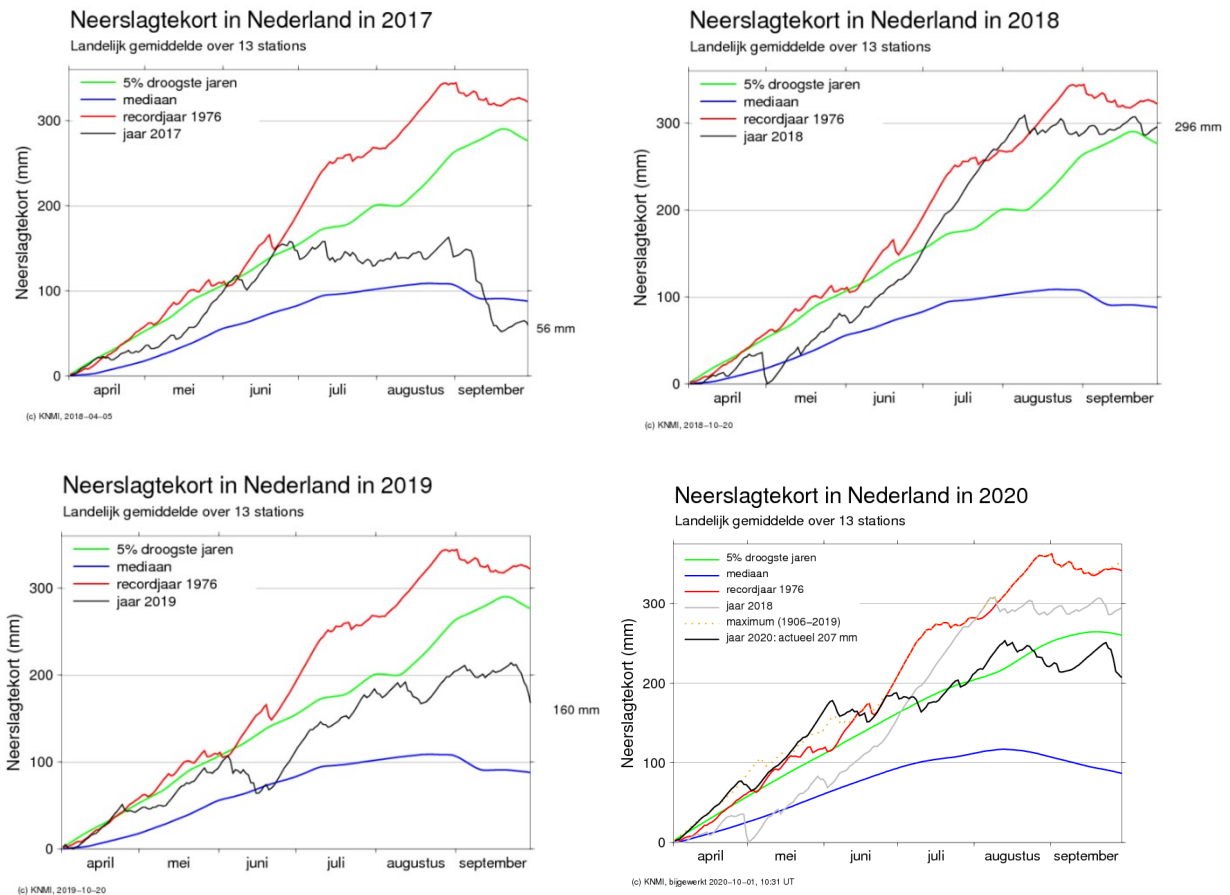 Neerslagtekort in Nederland in 2017
Landelijk gemiddelde over 13 stations
5% droogste jaren
mediaan
recordjaar 1976
jaar 2017
Neerslagtekort (mm)
300
200
100
0
april mei juni juli augustus september
56 mm
(c) KNMI, 2018-04-05
Neerslagtekort in Nederland in 2018
Landelijk gemiddelde over 13 stations
5% droogste jaren
mediaan
recordjaar 1976
jaar 2018
Neerslagtekort (mm)
300
200
100
0
april mei juni juli augustus september
296 mm
(c) KNMI, 2018-10-20
Neerslagtekort in Nederland in 2019
Landelijk gemiddelde over 13 stations
5% droogste jaren
mediaan
recordjaar 1976
jaar 2019
Neerslagtekort (mm)
300
200
100
0
april mei juni juli augustus september
160 mm
(c) KNMI, 2019-10-20
Neerslagtekort in Nederland in 2020
Landelijk gemiddelde over 13 stations
5% droogste jaren
mediaan
recordjaar 1976
jaar 2018
maximum (1906-2019)
jaar 2020: actueel 207 mm
Neerslagtekort (mm)
300
200
100
0
april mei juni juli augustus september
(c) KNMI, bijgewerkt 2020-10-01, 10:31 UT